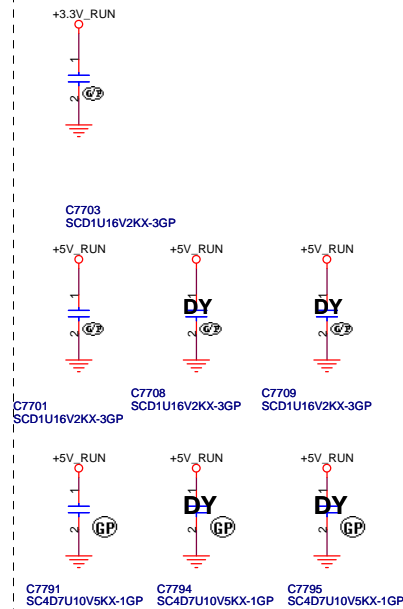 +3.3V_RUN
1
2 G/P
C7703
SCD1U16V2KX-3GP
+5V_RUN +5V_RUN +5V_RUN
1 1 1
DY DY
2 G/P 2 G/P 2 G/P
C7701 C7708 C7709
SCD1U16V2KX-3GP SCD1U16V2KX-3GP SCD1U16V2KX-3GP
+5V_RUN +5V_RUN +5V_RUN
1 1 1
DY DY
2 GP 2 GP 2 GP
C7791 C7794 C7795
SC4D7U10V5KX-1GP SC4D7U10V5KX-1GP SC4D7U10V5KX-1GP